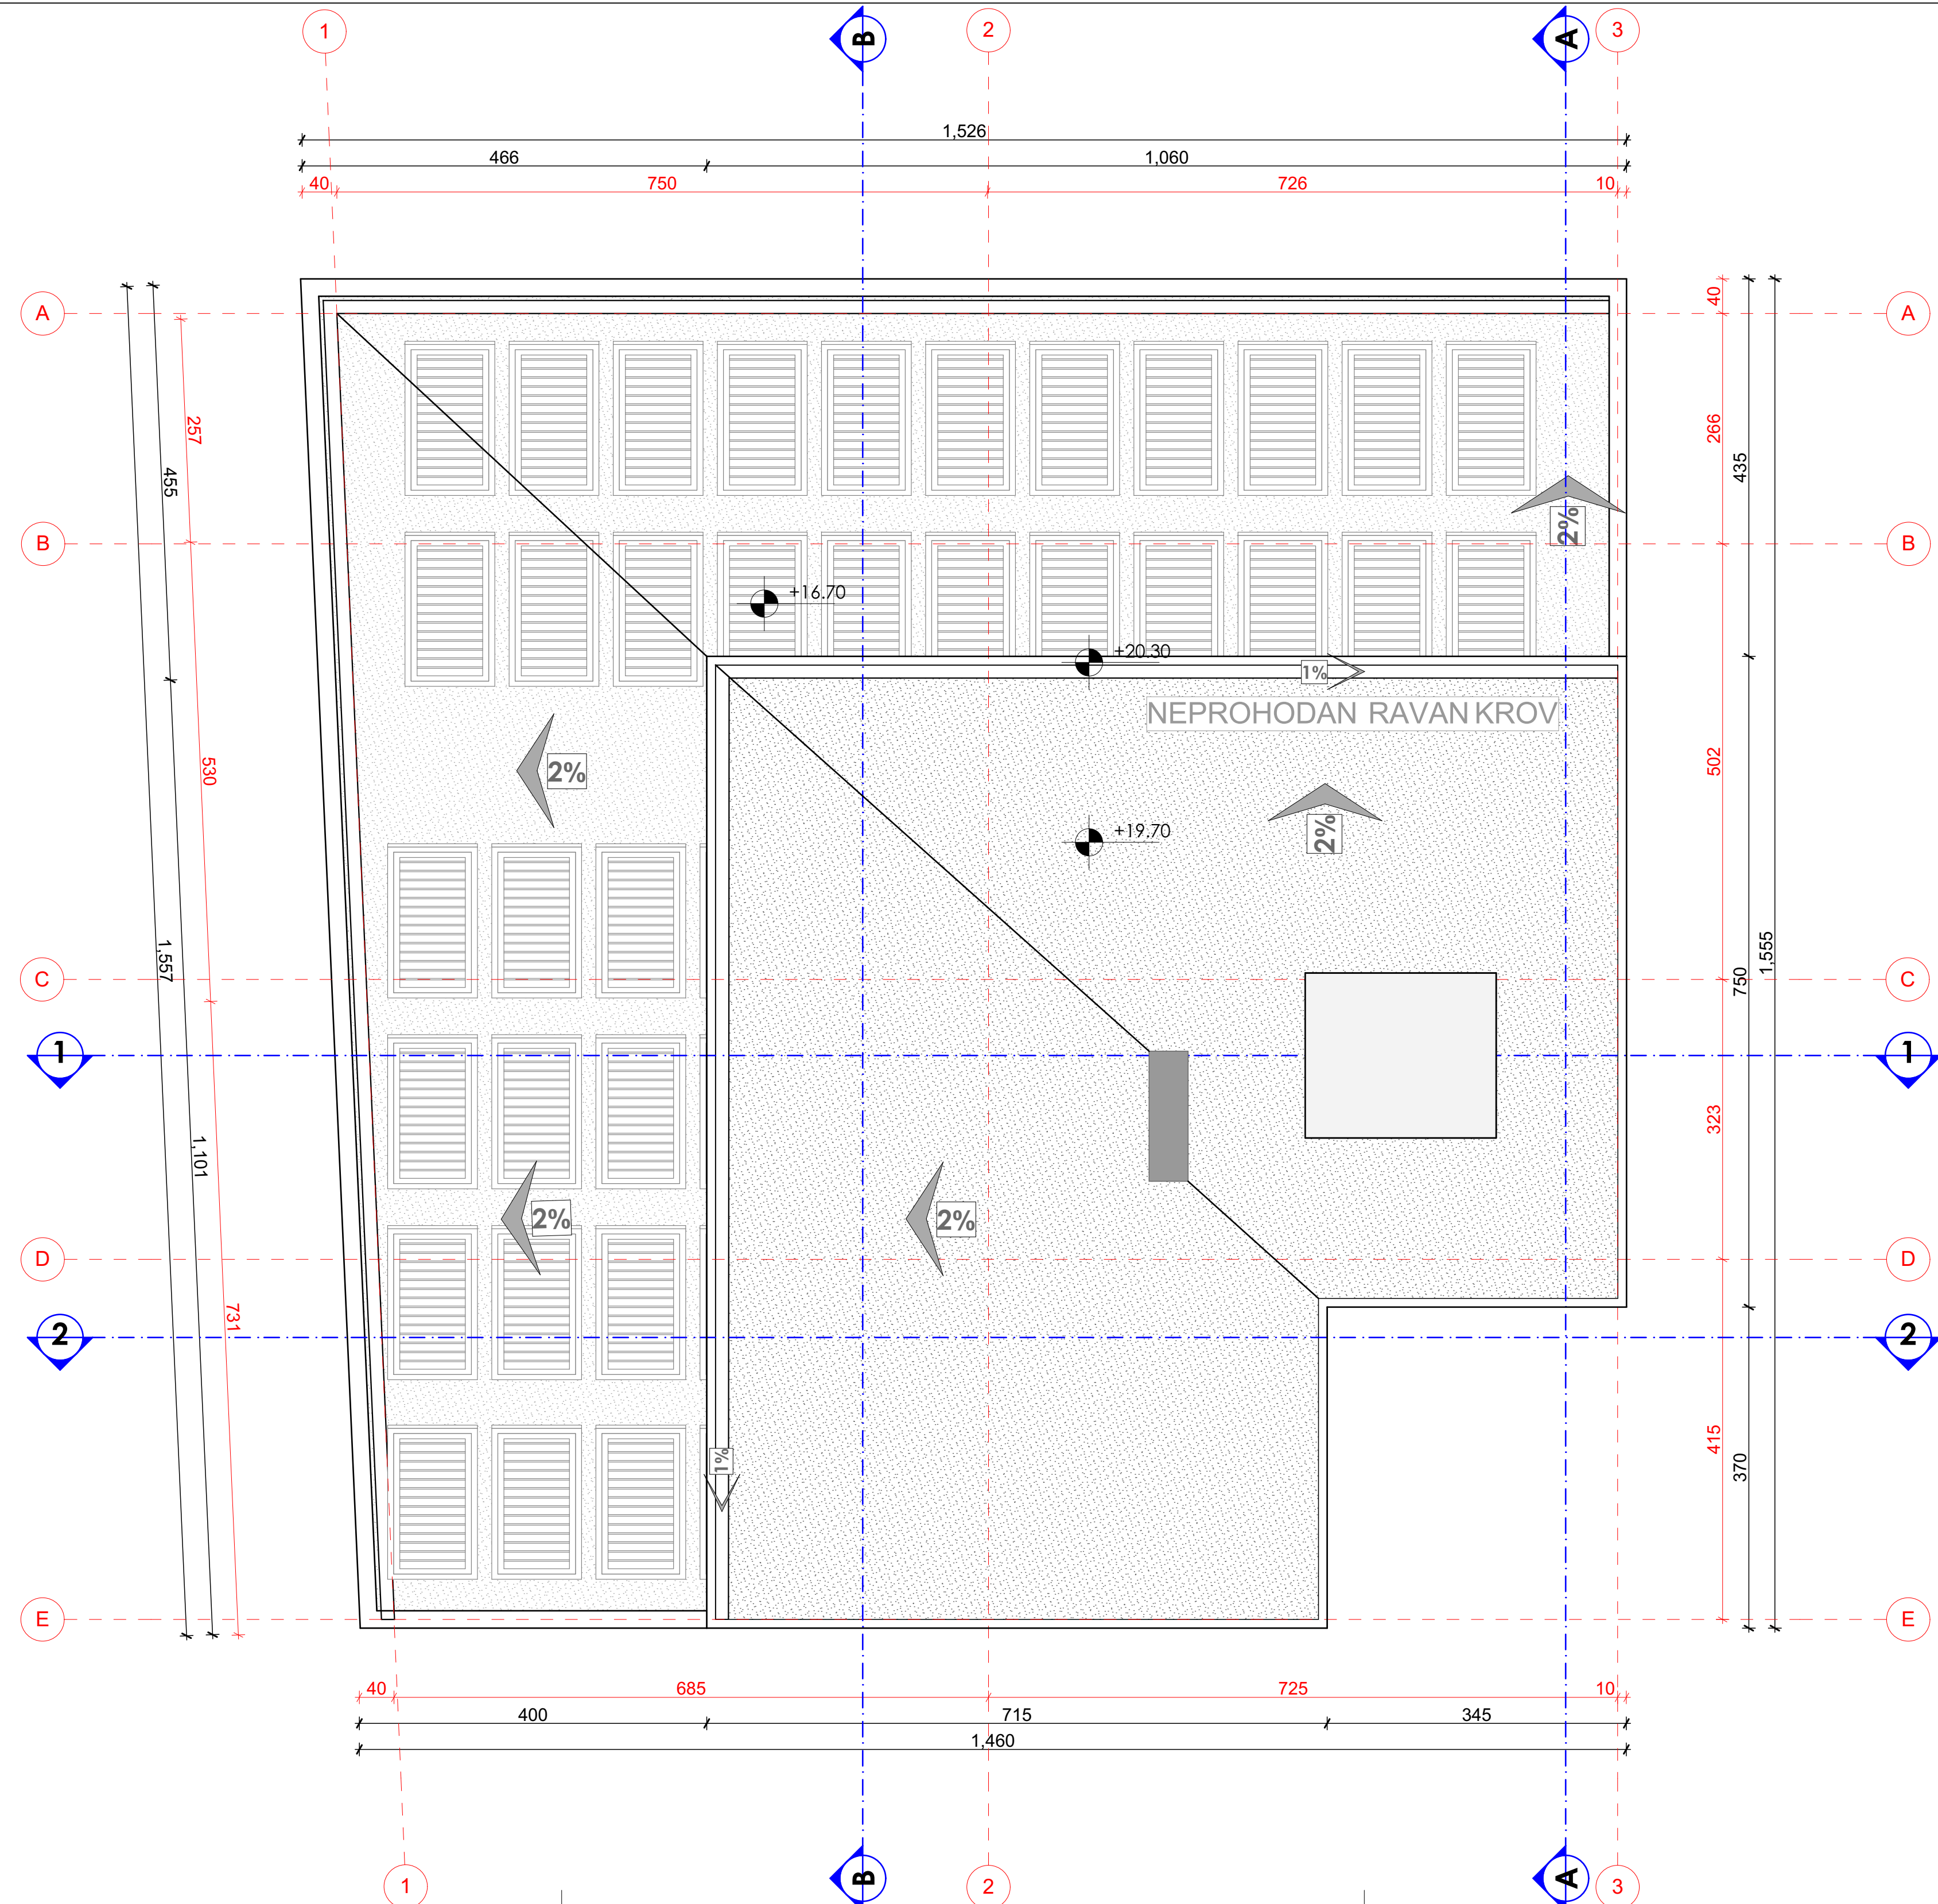 1 B 2 A 3
1,526
466 1,060
40 750 726 10
A 40 A
257 266
455 435
2%
B B
+16.70
+20.30
1%
NEPROHODAN RAVAN KROV
530 2% 502
+19.70 2%
1,557 1,555
C 750 C
1 1
1,101 323
2% 2%
D D
731
2 2
415
1% 370
E E
40 685 725 10
400 715 345
1,460
1 B 2 A 3